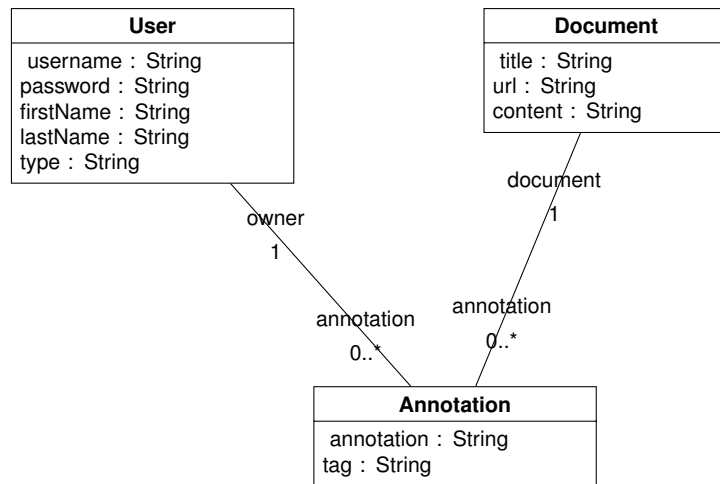 User
username : String
password : String
firstName : String
lastName : String
type : String
Document
title : String
url : String
content : String
owner
1
document
1
annotation
0..*
annotation
0..*
Annotation
annotation : String
tag : String